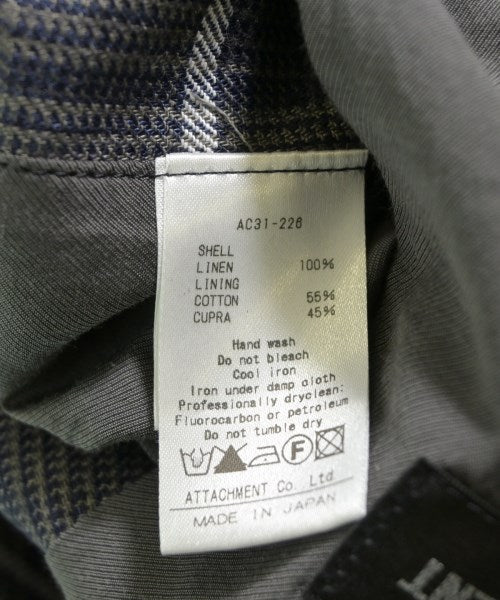 AC31-226
SHELL
LINEN 100%
LINING
COTTON 55%
CUPRA 45%
Hand wash
Do not bleach
Cool iron
Iron under damp cloth
Professionally dryclean:
Fluorocarbon or petroleum
Do not tumble dry
F
ATTACHMENT Co. Ltd
MADE IN JAPAN